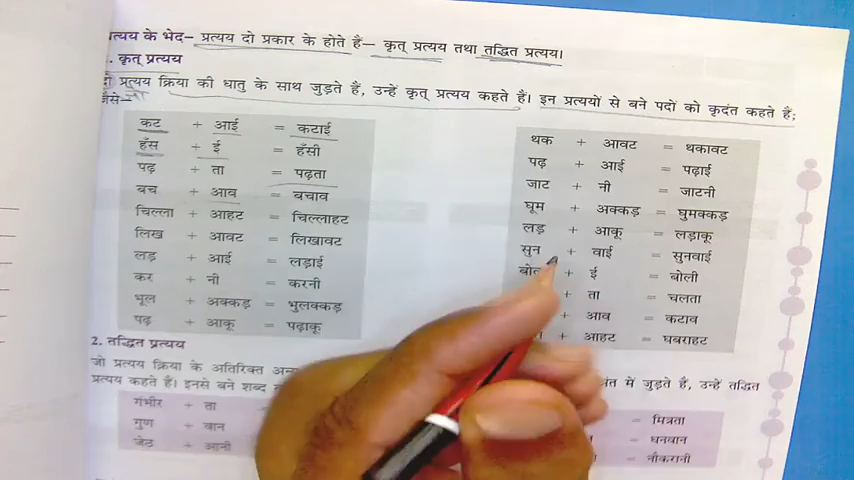 प्रत्यय के भेद– प्रत्यय दो प्रकार के होते हैं– कृत् प्रत्यय तथा तद्धित प्रत्यय।
. कृत् प्रत्यय
प्रत्यय क्रिया की धातु के साथ जुड़ते हैं, उन्हें कृत् प्रत्यय कहते हैं। इन प्रत्ययों से बने पदों को कृदंत कहते हैं;
जैसे–
कट + आई = कटाई
हँस + ई = हँसी
पढ़ + ता = पढ़ता
बच + आव = बचाव
चिल्ला + आहट = चिल्लाहट
लिख + आवट = लिखावट
लड़ + आई = लड़ाई
कर + नी = करनी
भूल + अक्कड़ = भुलक्कड़
पढ़ + आकू = पढ़ाकू
थक + आवट = थकावट
पढ़ + आई = पढ़ाई
जाट + नी = जाटनी
घूम + अक्कड़ = घुमक्कड़
लड़ + आकू = लड़ाकू
सुन + वाई = सुनवाई
बोल + ई = बोली
+ ता = चलता
+ आव = कटाव
+ आहट = घबराहट
2. तद्धित प्रत्यय
जो प्रत्यय क्रिया के अतिरिक्त में जुड़ते हैं, उन्हें तद्धित
प्रत्यय कहते हैं। इनसे बने शब्द
गंभीर + ता
गुण + वान
जेठ + आनी
= मित्रता
= धनवान
= नौकरानी